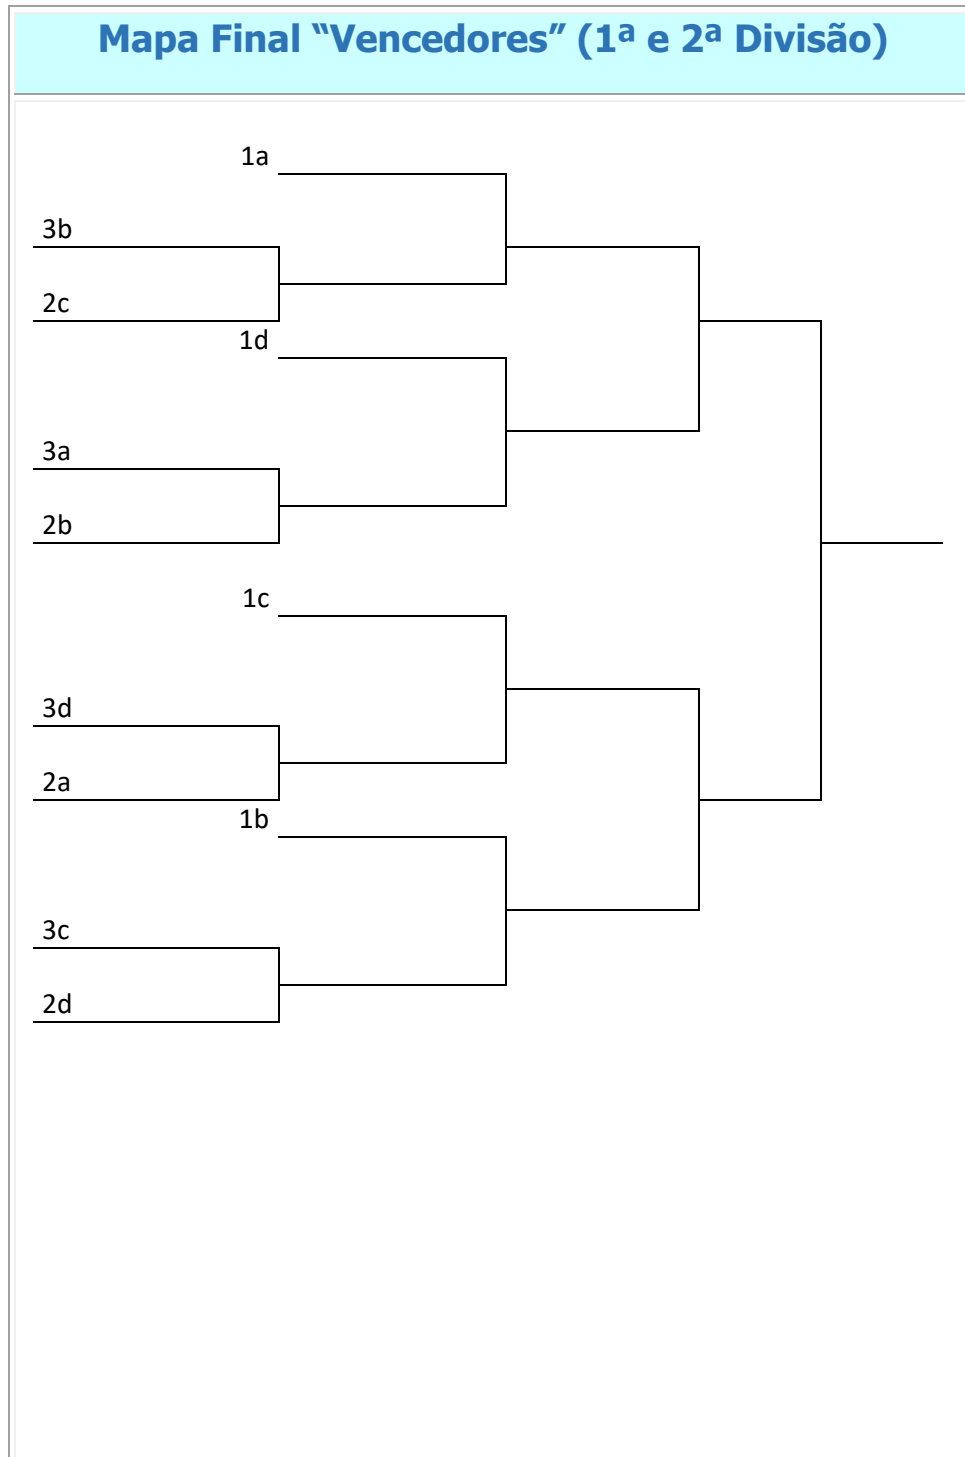 Mapa Final “Vencedores” (1ª e 2ª Divisão)
1a
3b
2c
1d
3a
2b
1c
3d
2a
1b
3c
2d